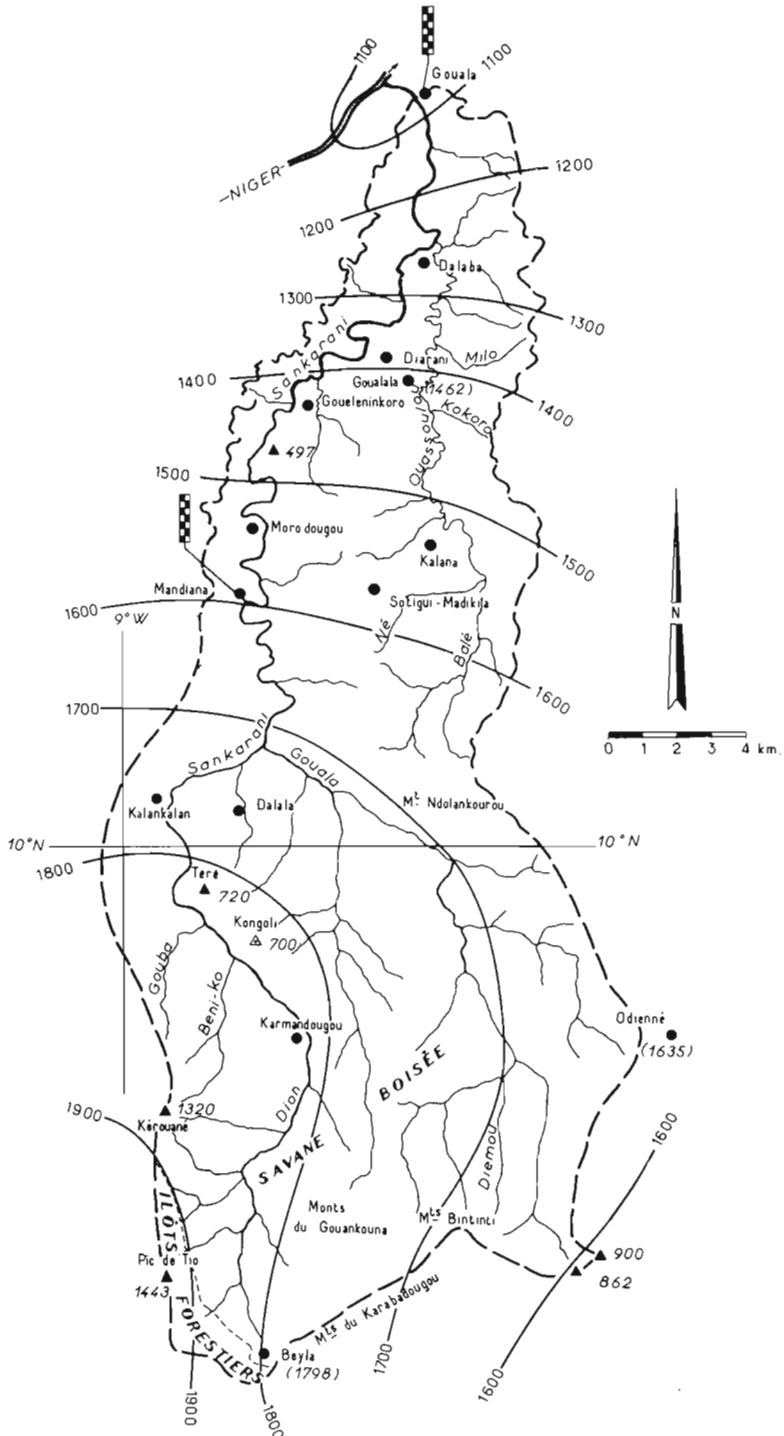 1100
1100
Gouala
NIGER
1200
1200
Dalaba
1300
1300
Sankarani
Diarani
Milo
1400
Goualala
(1462)
1400
Goueleninkoro
Kokoro
Ouassoulou
497
1500
Morodougou
1500
Kalana
Mandiana
Sotigui-Madikila
1600
9°W
Né
Balé
N
1600
1700
0 1 2 3 4 km.
Sankarani
Gouala
Kalankalan
Dalala
Mt Ndolankourou
10°N
10°N
1800
Teré
720
Kongoli
700
Gouba
Beni-ko
Karmandougou
Odienné
(1635)
BOISÉE
Dion
1900
1320
Kérouané
SAVANE
Diemou
1600
Monts
du Gouankouna
Mts Bintinti
ILÔTS
Pic de Tio
1443
FORESTIERS
900
862
Mts du Karabadougou
Beyla
(1798)
1700
1600
1900
1800